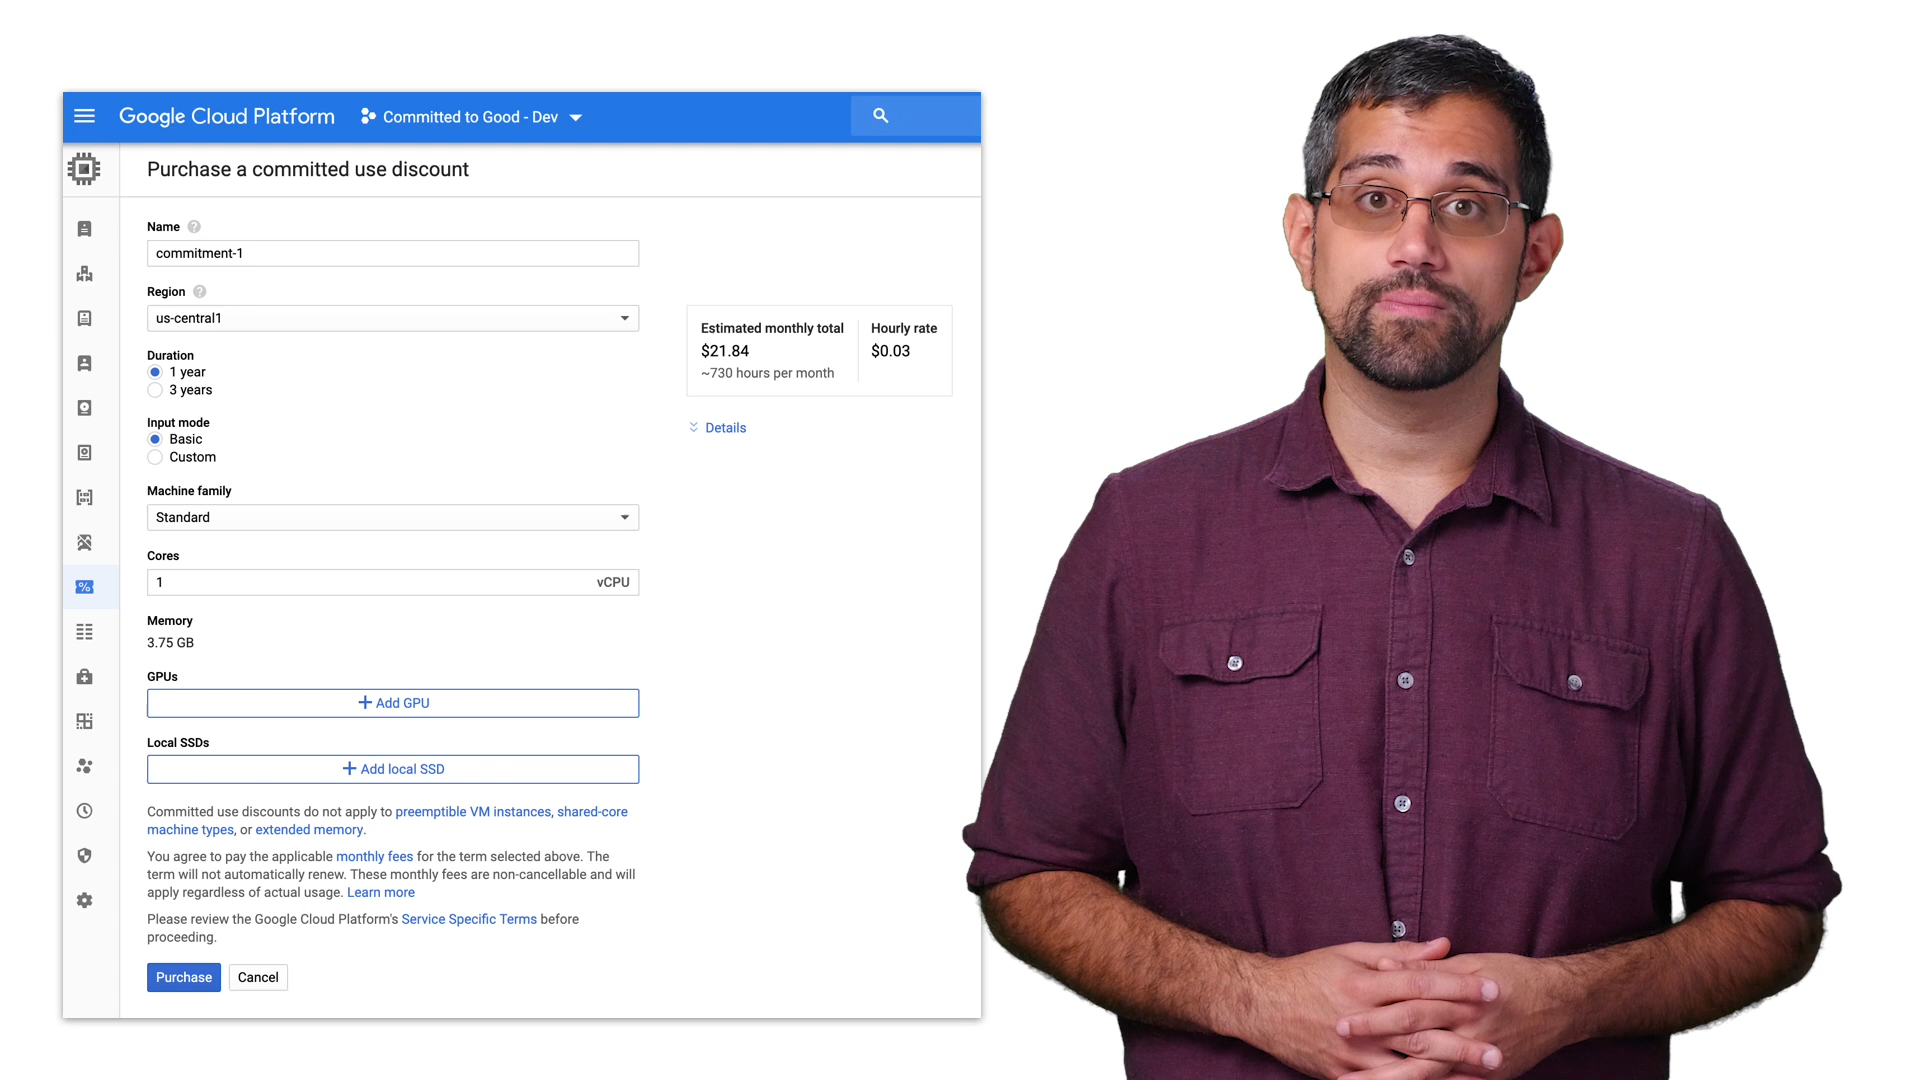 Google Cloud Platform
Committed to Good - Dev
Purchase a committed use discount
Name
commitment-1
Region
us-central1
Duration
1 year
3 years
Input mode
Basic
Custom
Machine family
Standard
Cores
1 vCPU
Memory
3.75 GB
GPUs
+ Add GPU
Local SSDs
+ Add local SSD
Committed use discounts do not apply to preemptible VM instances, shared-core
machine types, or extended memory.
You agree to pay the applicable monthly fees for the term selected above. The
term will not automatically renew. These monthly fees are non-cancellable and will
apply regardless of actual usage. Learn more
Please review the Google Cloud Platform's Service Specific Terms before
proceeding.
Purchase
Cancel
Estimated monthly total
$21.84
~730 hours per month
Hourly rate
$0.03
Details